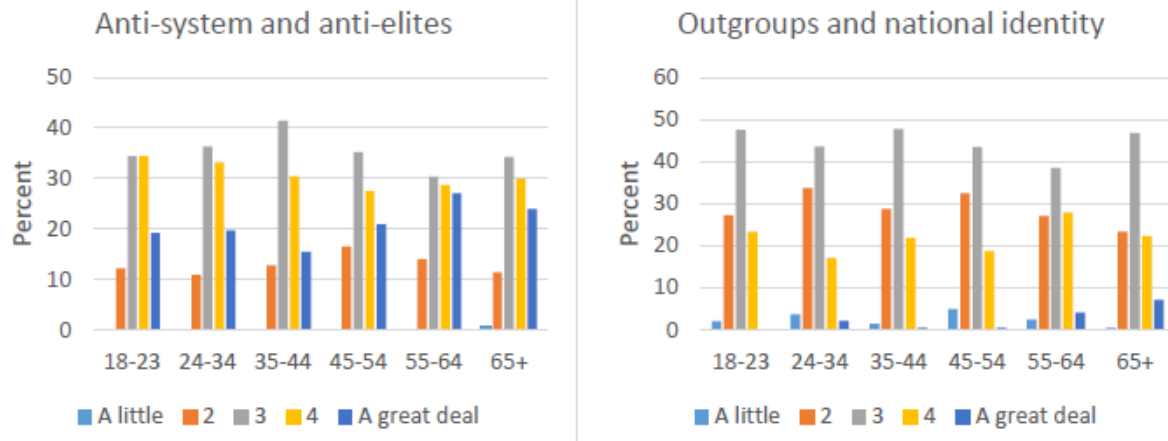 Anti-system and anti-elites
50
40
30
20
10
0
Percent
18-23 24-34 35-44 45-54 55-64 65+
A little 2 3 4 A great deal
Outgroups and national identity
60
50
40
30
20
10
0
Percent
18-23 24-34 35-44 45-54 55-64 65+
A little 2 3 4 A great deal